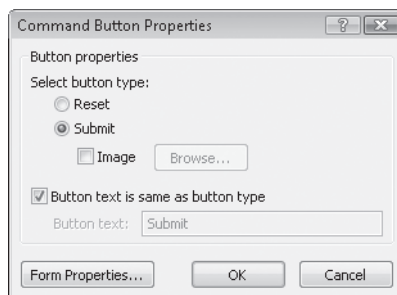 Command Button Properties
Button properties
Select button type:
Reset
Submit
Image Browse...
Button text is same as button type
Button text: Submit
Form Properties... OK Cancel